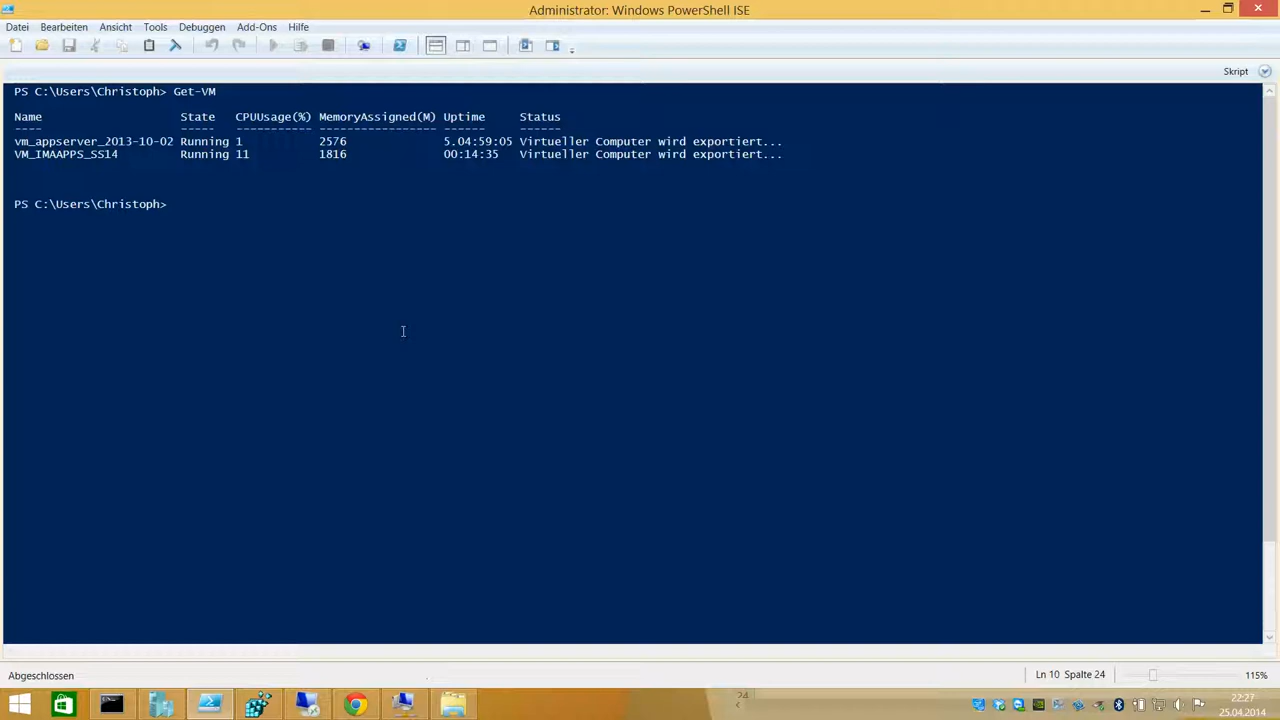 Administrator: Windows PowerShell ISE
Datei Bearbeiten Ansicht Tools Debuggen Add-Ons Hilfe
Skript
PS C:\Users\Christoph> Get-VM
Name State CPUUsage(%) MemoryAssigned(M) Uptime Status
---- ----- ----------- ----------------- ------ ------
vm_appserver_2013-10-02 Running 1 2576 5.04:59:05 Virtueller Computer wird exportiert...
VM_IMAAPPS_SS14 Running 11 1816 00:14:35 Virtueller Computer wird exportiert...
PS C:\Users\Christoph>
Abgeschlossen
Ln 10 Spalte 24
115%
24
22:27
25.04.2014